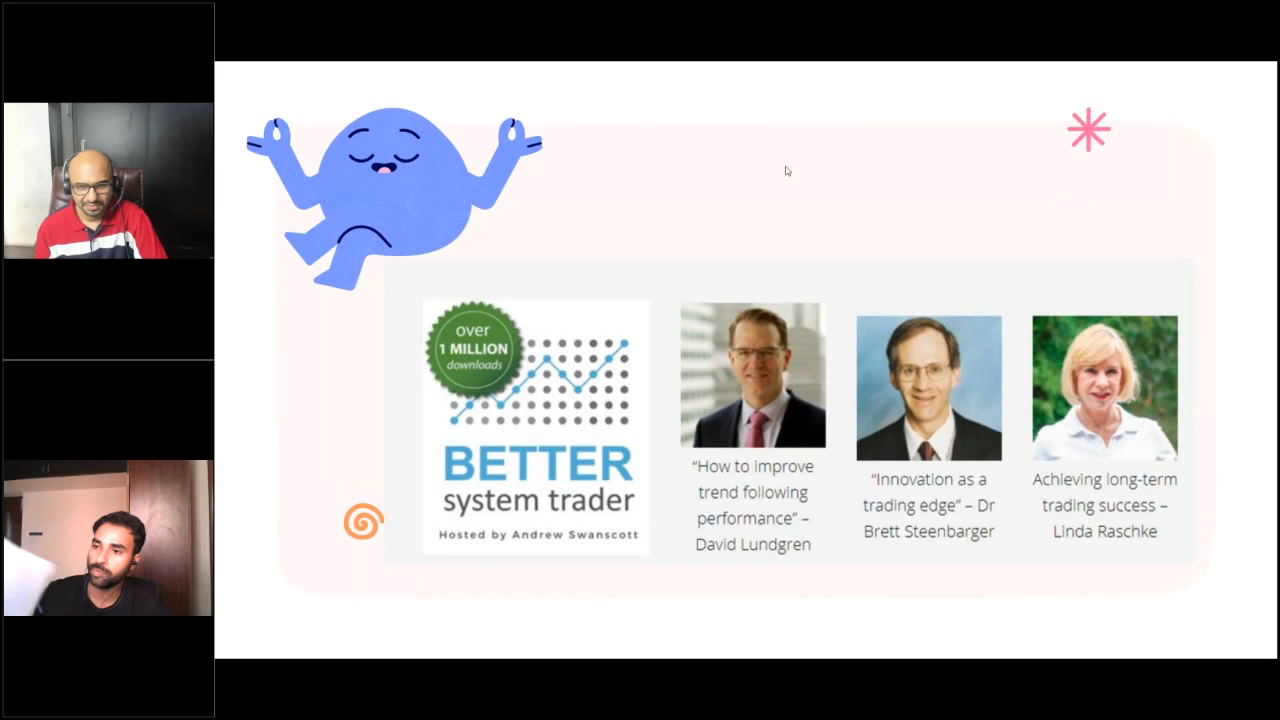 over
1 MILLION
downloads
BETTER
system trader
Hosted by Andrew Swanscott
“How to improve
trend following
performance” –
David Lundgren
“Innovation as a
trading edge” – Dr
Brett Steenbarger
Achieving long-term
trading success –
Linda Raschke